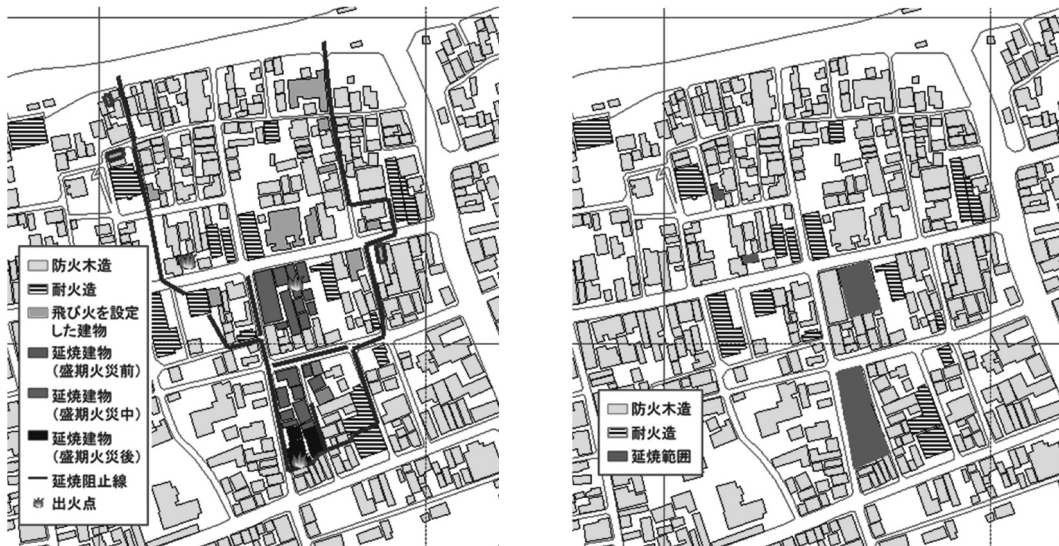 防火木造
耐火造
飛び火を設定
した建物
延焼建物
(盛期火災前)
延焼建物
(盛期火災中)
延焼建物
(盛期火災後)
延焼阻止線
出火点
防火木造
耐火造
延焼範囲